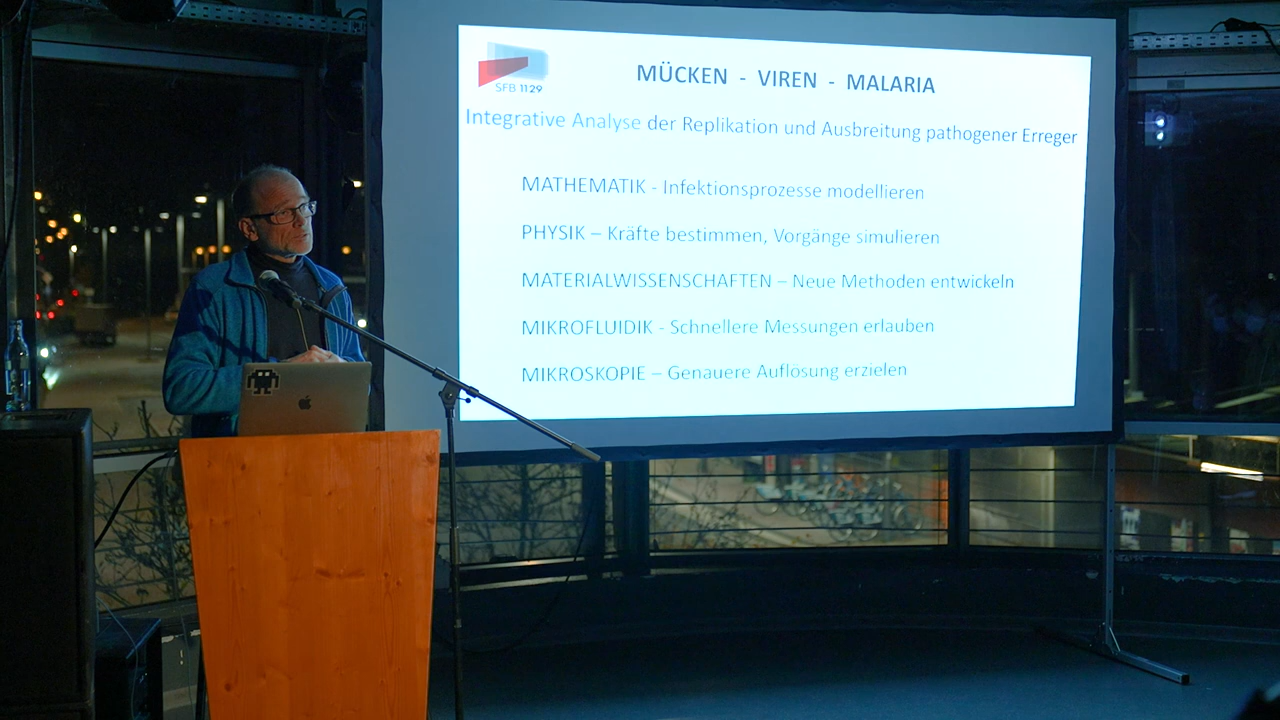 SFB 1129
MÜCKEN - VIREN - MALARIA
Integrative Analyse der Replikation und Ausbreitung pathogener Erreger
MATHEMATIK - Infektionsprozesse modellieren
PHYSIK – Kräfte bestimmen, Vorgänge simulieren
MATERIALWISSENSCHAFTEN – Neue Methoden entwickeln
MIKROFLUIDIK - Schnellere Messungen erlauben
MIKROSKOPIE – Genauere Auflösung erzielen